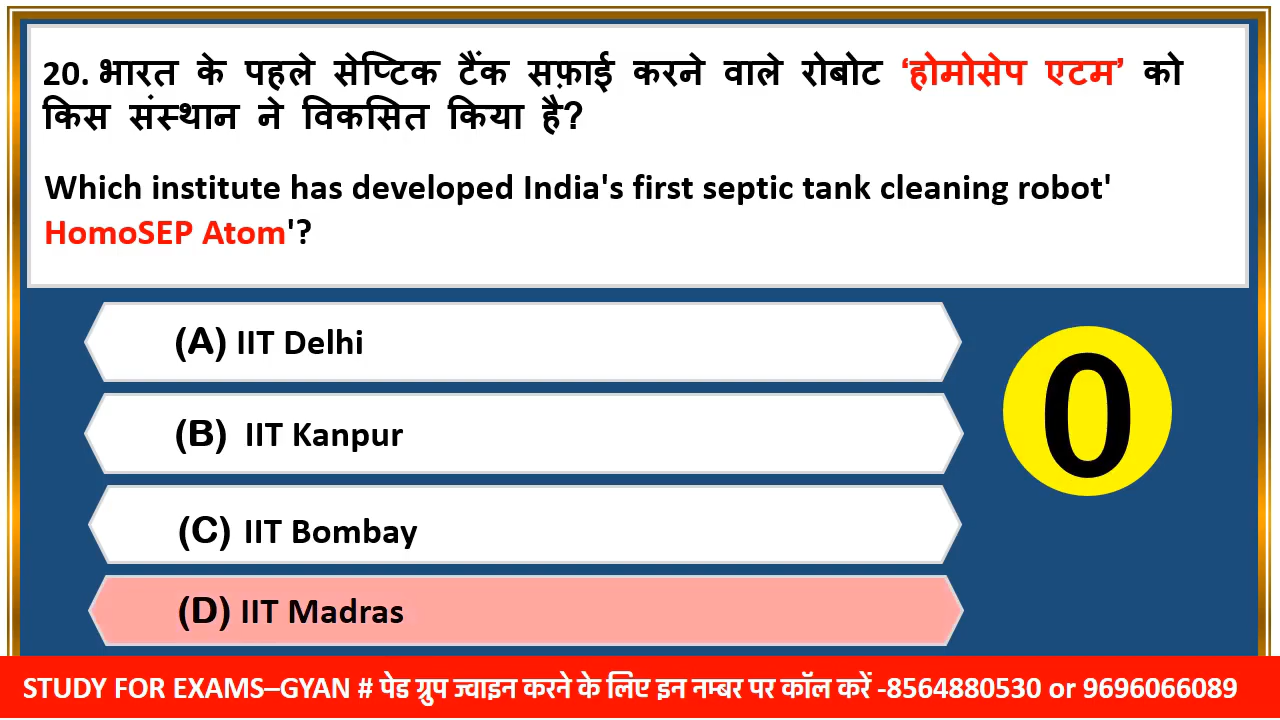 20. भारत के पहले सेप्टिक टैंक सफ़ाई करने वाले रोबोट ‘होमोसेप एटम’ को
किस संस्थान ने विकसित किया है?
Which institute has developed India's first septic tank cleaning robot'
HomoSEP Atom'?
(A) IIT Delhi
(B) IIT Kanpur
(C) IIT Bombay
(D) IIT Madras
0
STUDY FOR EXAMS–GYAN # पेड ग्रुप ज्वाइन करने के लिए इन नम्बर पर कॉल करें -8564880530 or 9696066089